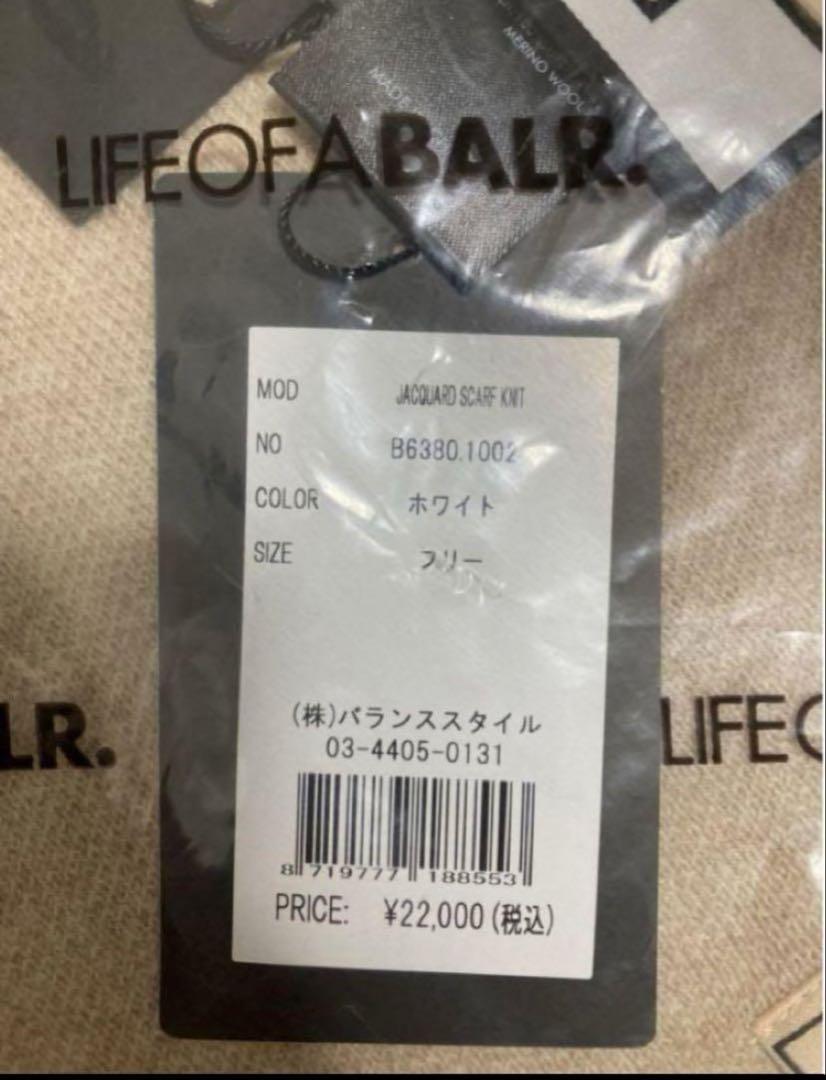 MERINO WOOL
MADE
LIFEOFABALR.
MOD JACQUARD SCARF KNIT
NO B6380.1002
COLOR ホワイト
SIZE フリー
(株)バランススタイル
03-4405-0131
LR.
LIFEO
8 719777 188553
PRICE: ¥22,000(税込)